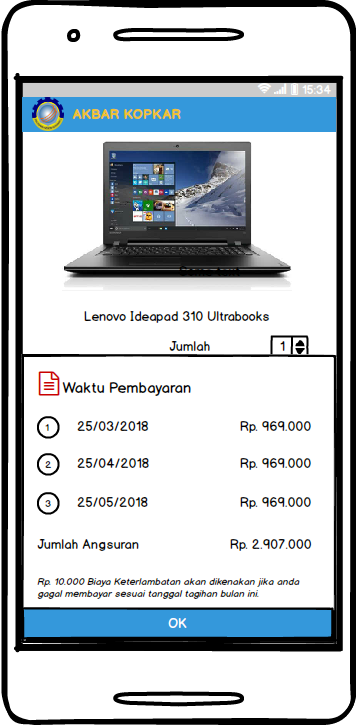 15:34
AKBAR KOPKAR
Lenovo Ideapad 310 Ultrabooks
Jumlah 1
Waktu Pembayaran
1 25/03/2018 Rp. 969.000
2 25/04/2018 Rp. 969.000
3 25/05/2018 Rp. 969.000
Jumlah Angsuran Rp. 2.907.000
Rp. 10.000 Biaya Keterlambatan akan dikenakan jika anda
gagal membayar sesuai tanggal tagihan bulan ini.
OK